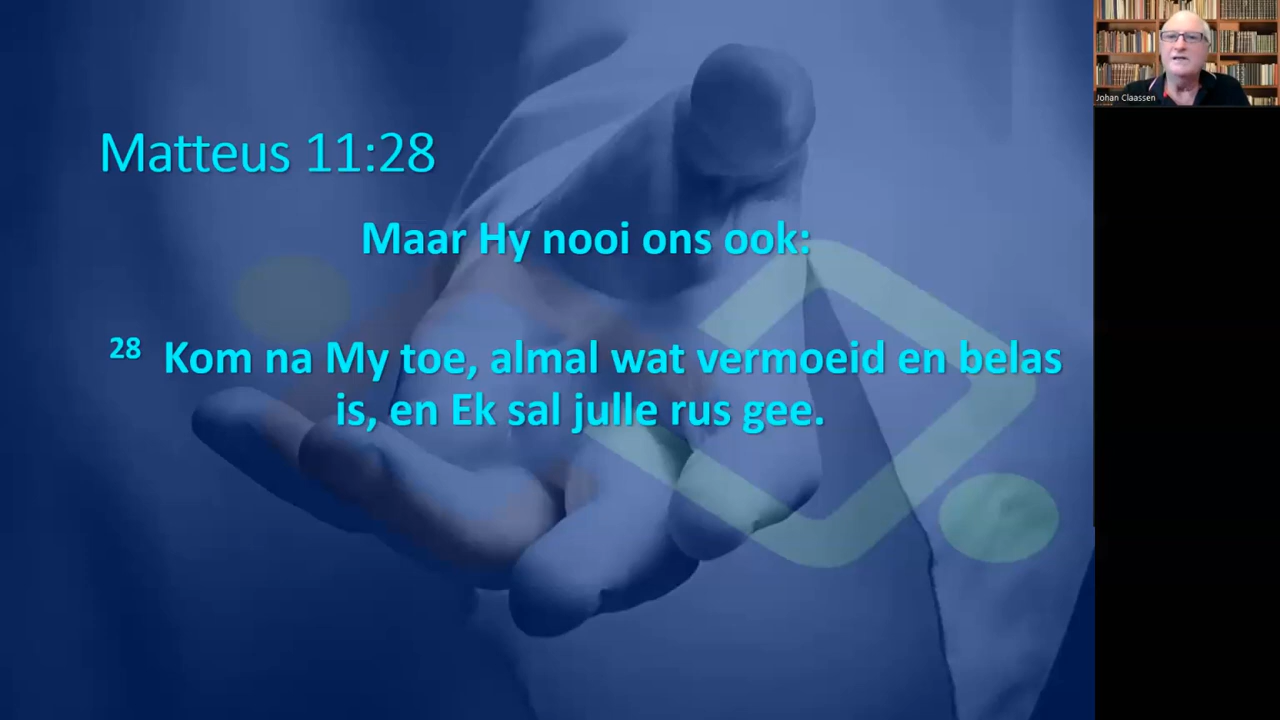 Johan Claassen
Matteus 11:28
Maar Hy nooi ons ook:
28 Kom na My toe, almal wat vermoeid en belas
is, en Ek sal julle rus gee.